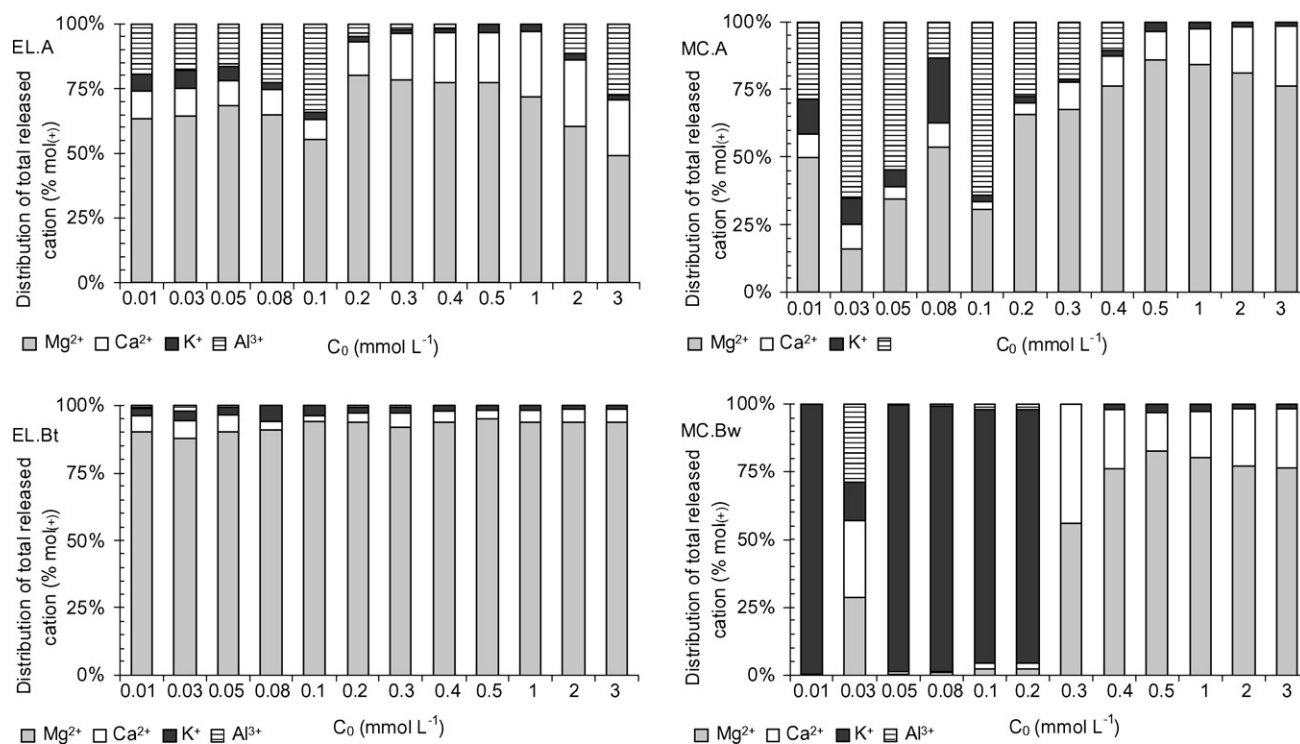 EL.A
Distribution of total released
cation (% mol(+))
100%
75%
50%
25%
0%
0.01 0.03 0.05 0.08 0.1 0.2 0.3 0.4 0.5 1 2 3
Mg²⁺ Ca²⁺ K⁺ Al³⁺
C₀ (mmol L⁻¹)
MC.A
Distribution of total released
cation (% mol(+))
100%
75%
50%
25%
0%
0.01 0.03 0.05 0.08 0.1 0.2 0.3 0.4 0.5 1 2 3
Mg²⁺ Ca²⁺ K⁺
C₀ (mmol L⁻¹)
EL.Bt
Distribution of total released
cation (% mol(+))
100%
75%
50%
25%
0%
0.01 0.03 0.05 0.08 0.1 0.2 0.3 0.4 0.5 1 2 3
Mg²⁺ Ca²⁺ K⁺ Al³⁺
C₀ (mmol L⁻¹)
MC.Bw
Distribution of total released
cation (% mol(+))
100%
75%
50%
25%
0%
0.01 0.03 0.05 0.08 0.1 0.2 0.3 0.4 0.5 1 2 3
Mg²⁺ Ca²⁺ K⁺ Al³⁺
C₀ (mmol L⁻¹)